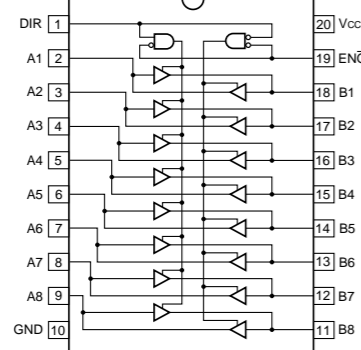 DIR 1 20 Vcc
A1 2 19
A2 3 18 B1
A3 4 17 B2
A4 5 16 B3
A5 6 15 B4
A6 7 14 B5
A7 8 13 B6
A8 9 12 B7
GND 10 11 B8